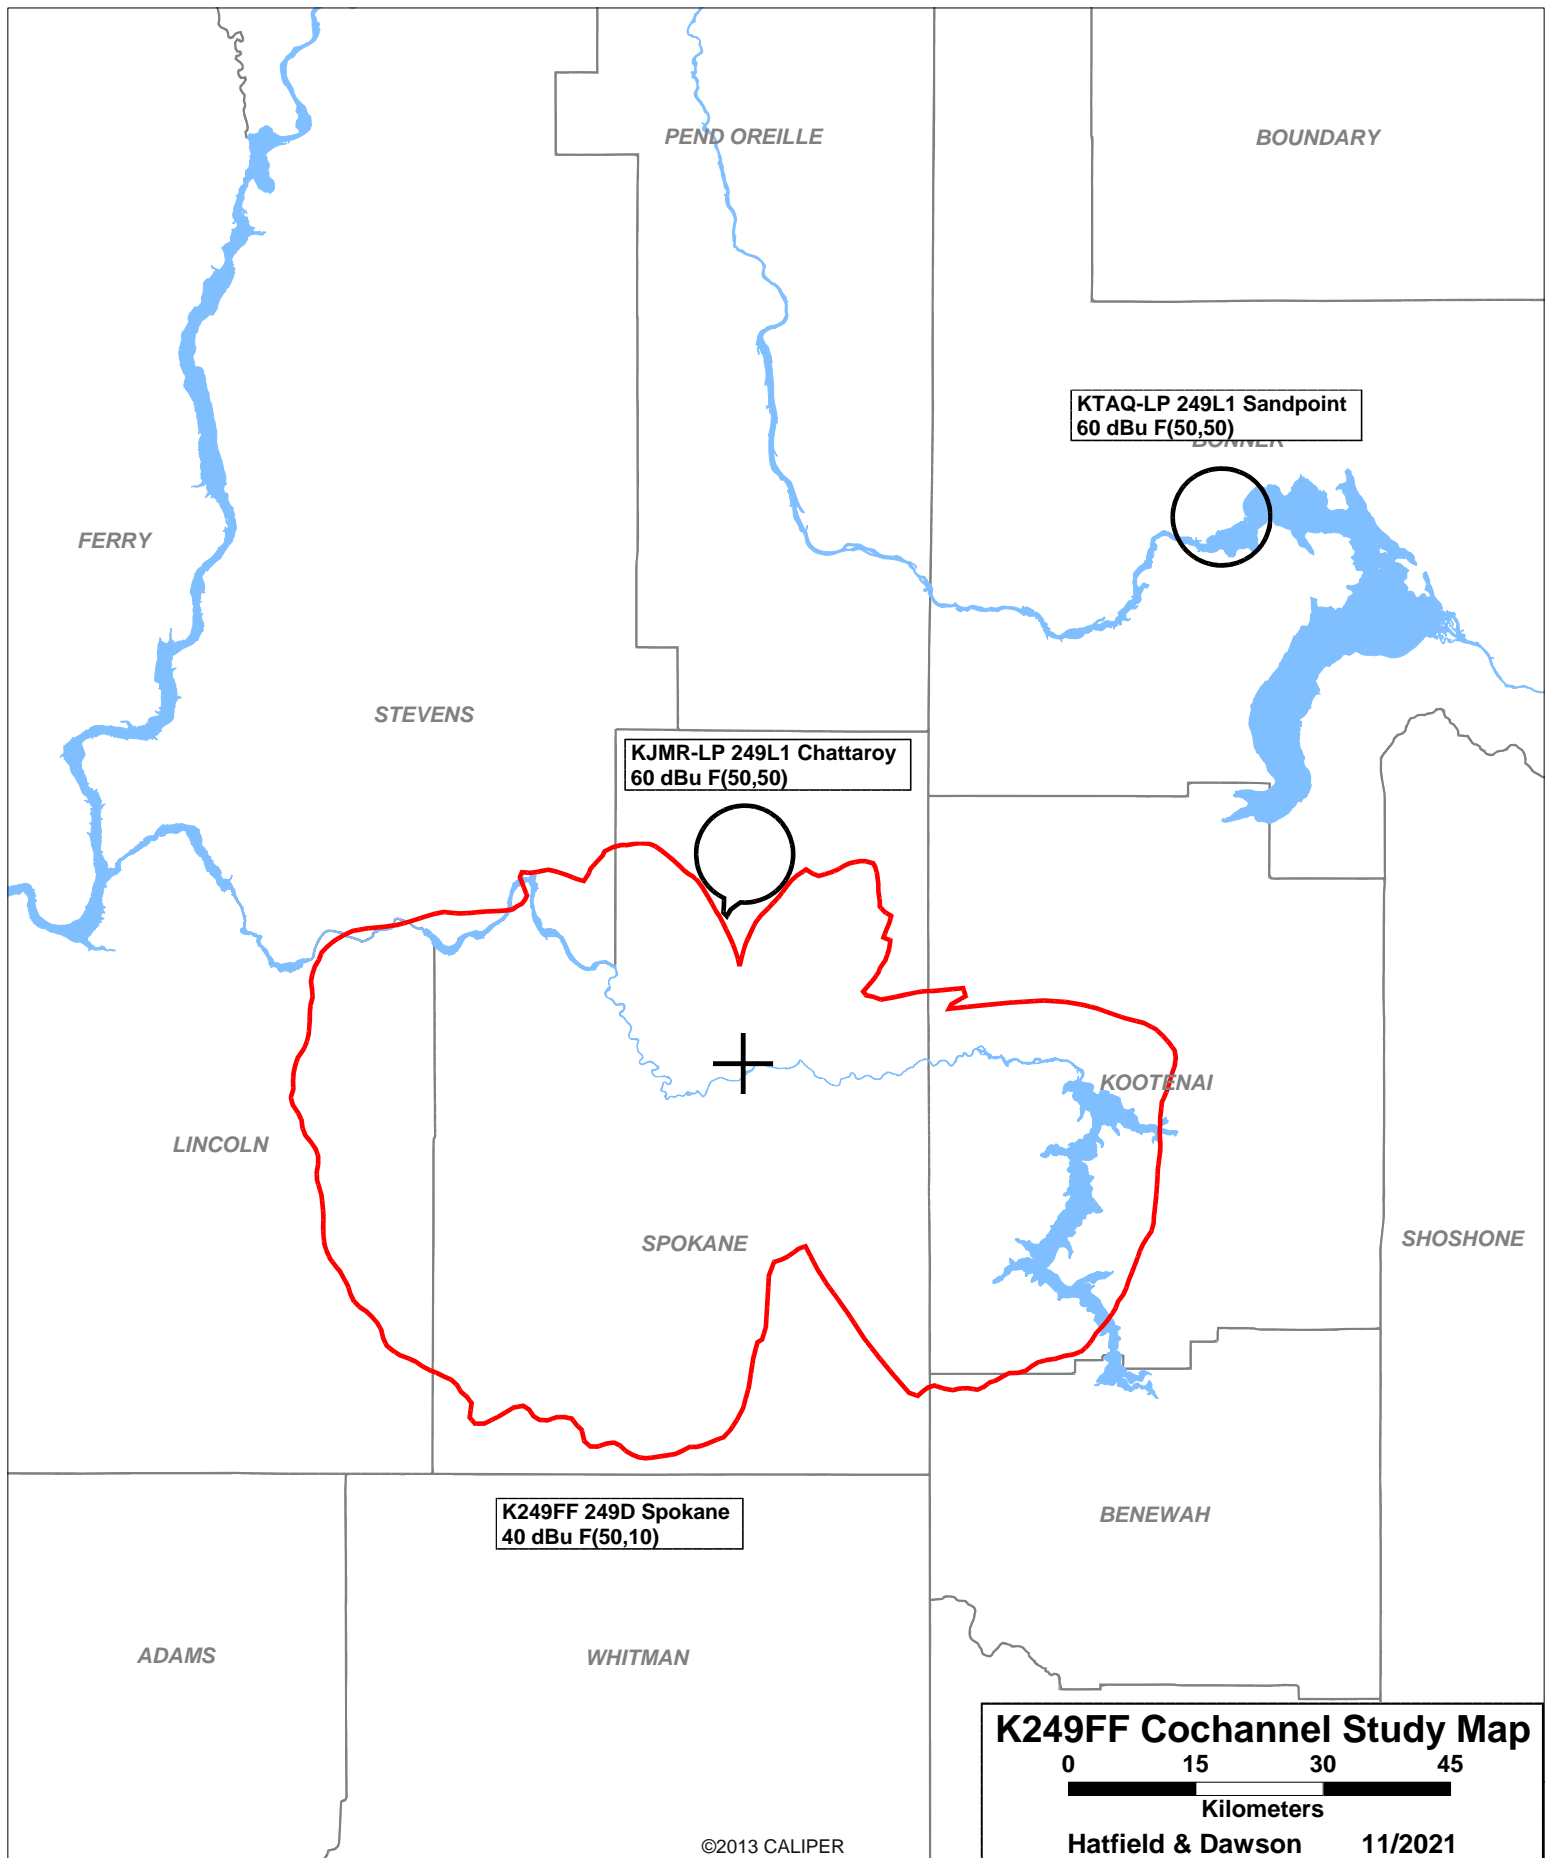 PEND OREILLE
BOUNDARY
KTAQ-LP 249L1 Sandpoint
60 dBu F(50,50)
BONNER
FERRY
STEVENS
KJMR-LP 249L1 Chattaroy
60 dBu F(50,50)
KOOTENAI
LINCOLN
SPOKANE
SHOSHONE
K249FF 249D Spokane
40 dBu F(50,10)
BENEWAH
ADAMS
WHITMAN
K249FF Cochannel Study Map
0 15 30 45
Kilometers
Hatfield & Dawson 11/2021
©2013 CALIPER